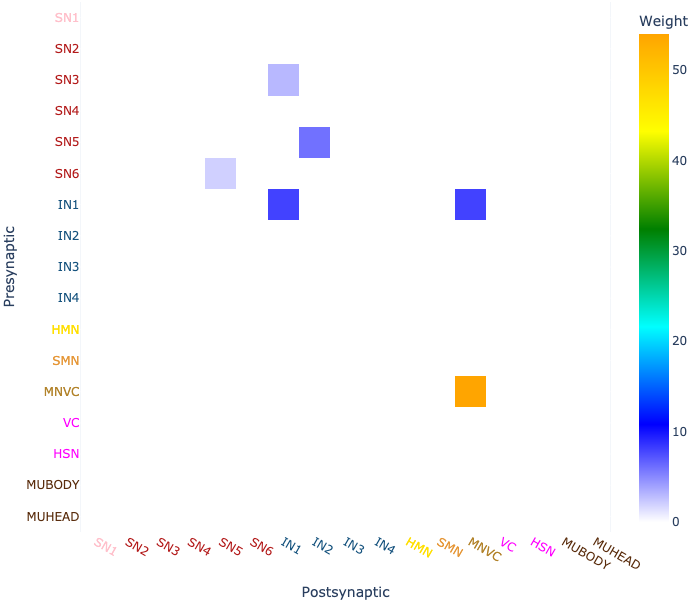 Weight
SN1
SN2
SN3
SN4
SN5
SN6
IN1
IN2
IN3
IN4
HMN
SMN
MNVC
VC
HSN
MUBODY
MUHEAD
Presynaptic
SN1
SN2
SN3
SN4
SN5
SN6
IN1
IN2
IN3
IN4
HMN
SMN
MNVC
VC
HSN
MUBODY
MUHEAD
Postsynaptic
50
40
30
20
10
0